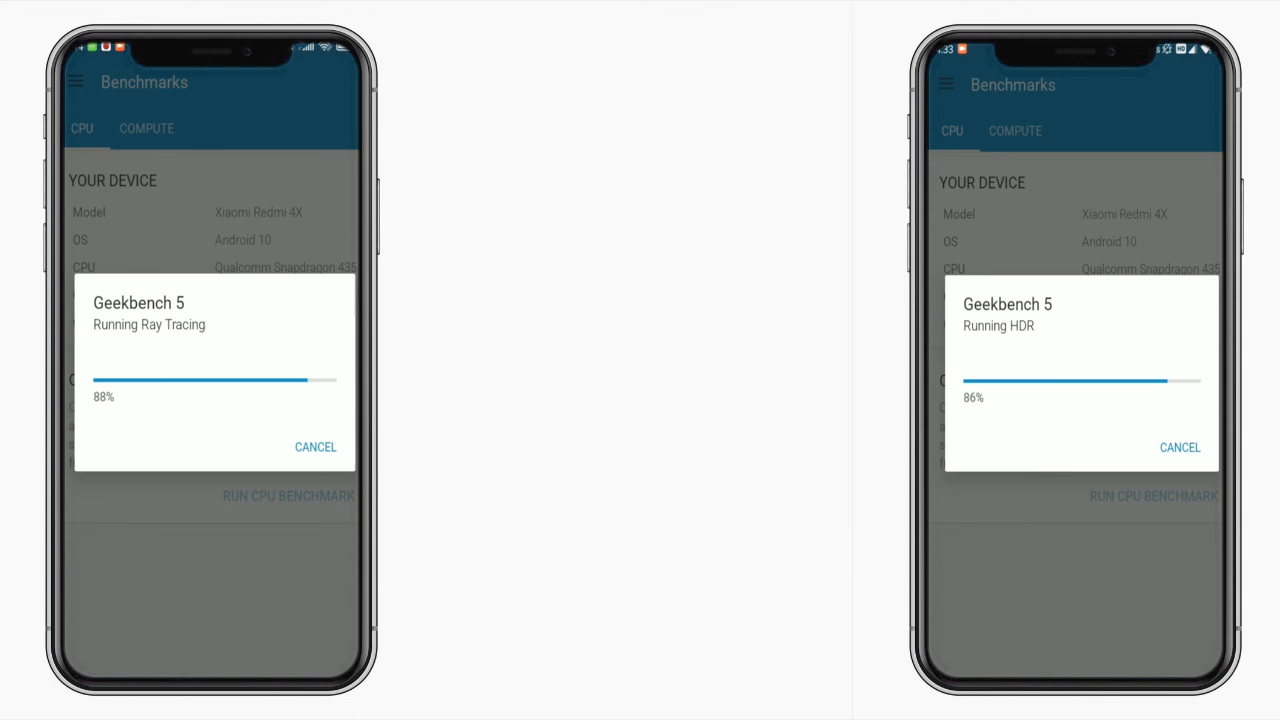 Benchmarks
CPU COMPUTE
YOUR DEVICE
Model Xiaomi Redmi 4X
OS Android 10
CPU Qualcomm Snapdragon 435
Geekbench 5
Running Ray Tracing
88%
CANCEL
RUN CPU BENCHMARK
:33 HD
Benchmarks
CPU COMPUTE
YOUR DEVICE
Model Xiaomi Redmi 4X
OS Android 10
CPU Qualcomm Snapdragon 435
Geekbench 5
Running HDR
86%
CANCEL
RUN CPU BENCHMARK